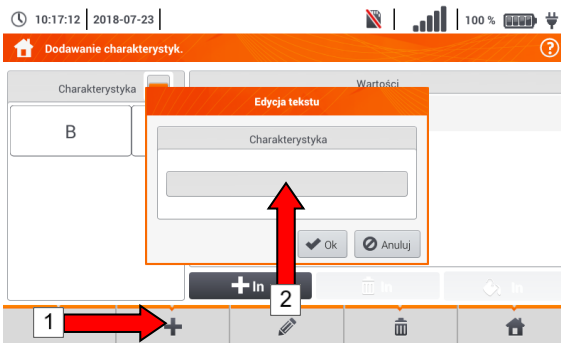 10:17:12 2018-07-23 100 %
Dodawanie charakterystyk. ?
Charakterystyka Wartości
Edycja tekstu
Charakterystyka
B
Ok Anuluj
In In In
1 2